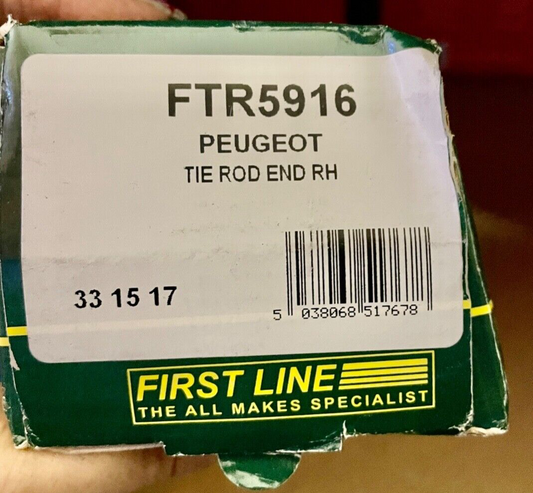 FTR5916
PEUGEOT
TIE ROD END RH
33 15 17
5 038068 517678
FIRST LINE
THE ALL MAKES SPECIALIST